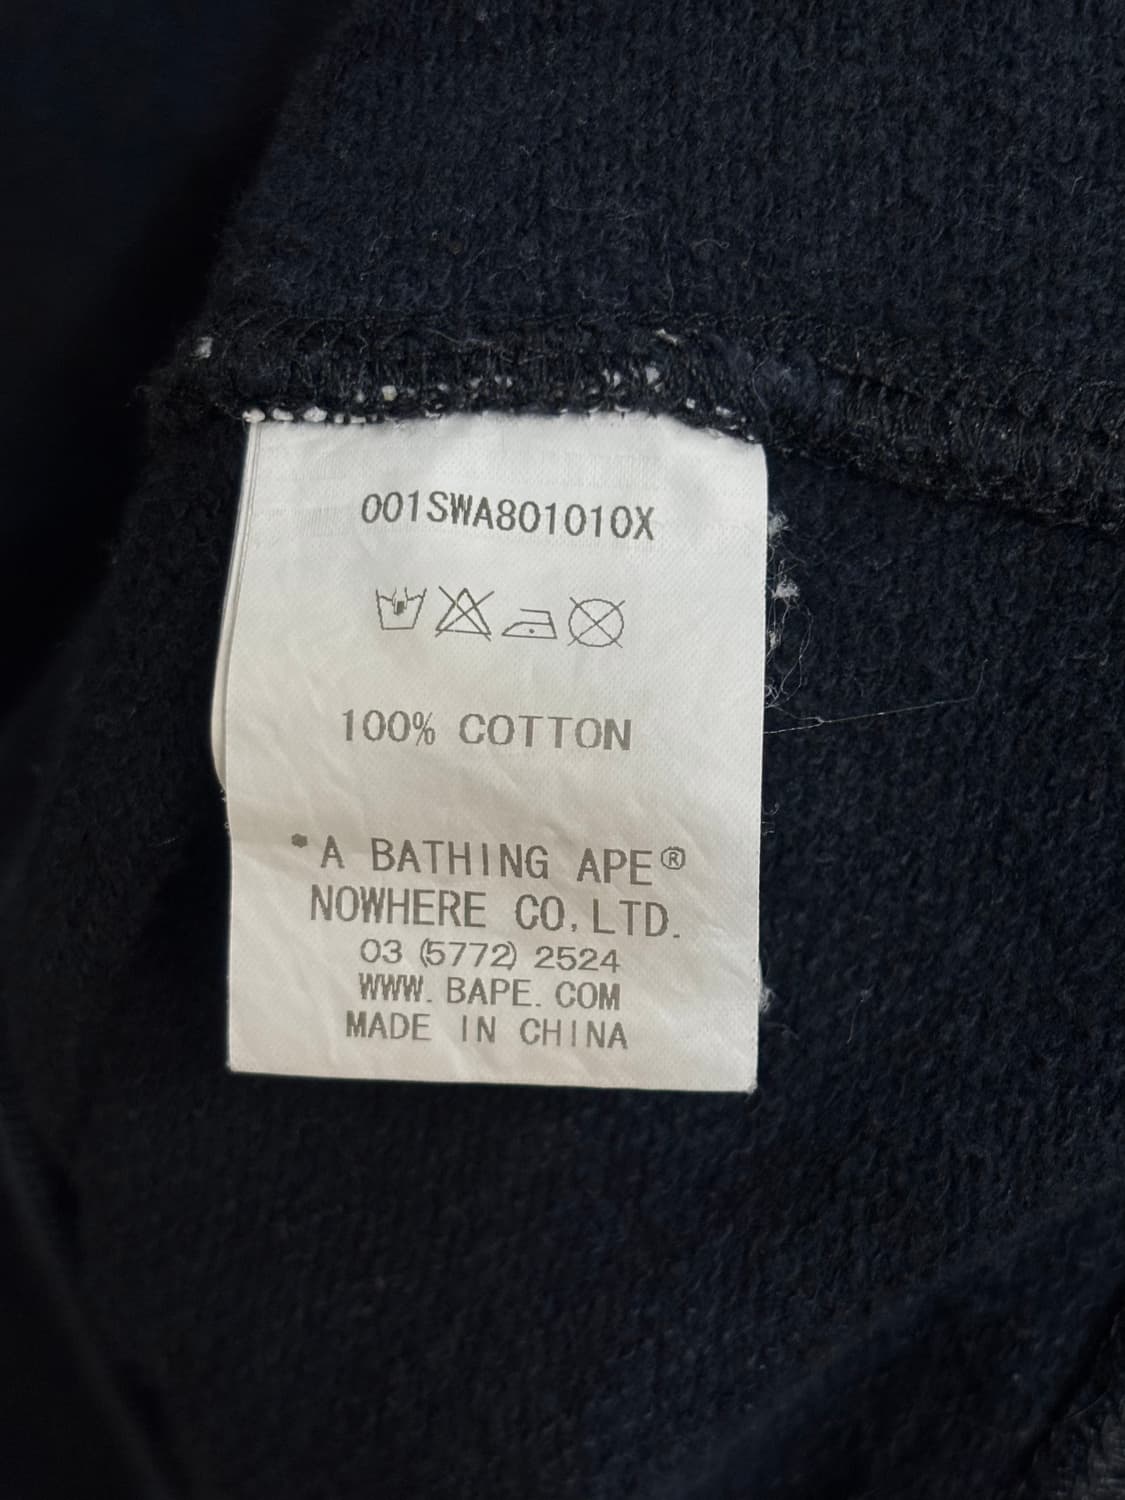 001SWA801010X
100% COTTON
*A BATHING APE®
NOWHERE CO,LTD.
03 (5772) 2524
WWW. BAPE. COM
MADE IN CHINA